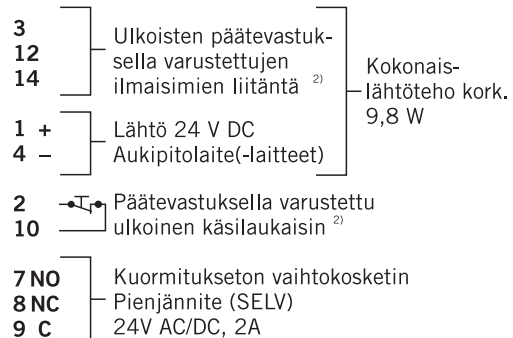 3
12
14
Ulkoisten päätevastuk-
sella varustettujen
ilmaisimien liitäntä 2)
1 +
4 –
Lähtö 24 V DC
Aukipitolaite(-laitteet)
Kokonais-
lähtöteho kork.
9,8 W
2
10
Päätevastuksella varustettu
ulkoinen käsilaukaisin 2)
7 NO
8 NC
9 C
Kuormitukseton vaihtokosketin
Pienjännite (SELV)
24V AC/DC, 2A